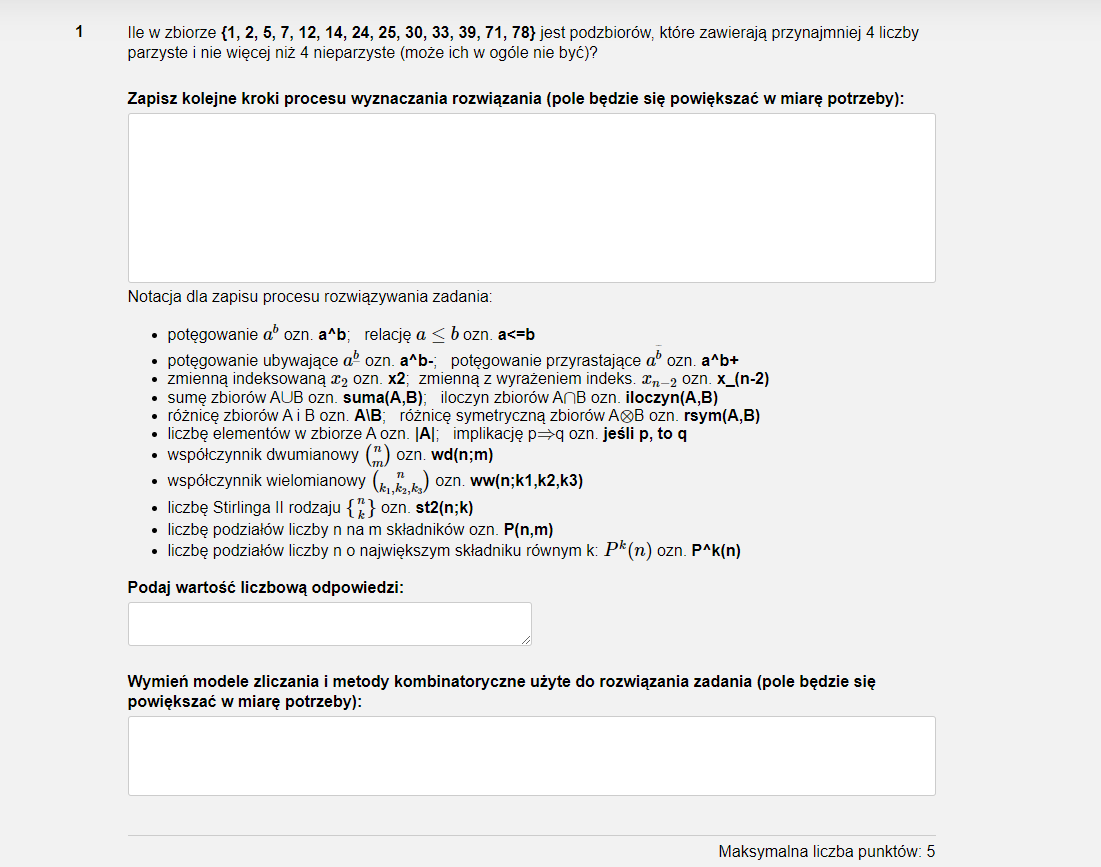 1 Ile w zbiorze {1, 2, 5, 7, 12, 14, 24, 25, 30, 33, 39, 71, 78} jest podzbiorów, które zawierają przynajmniej 4 liczby
parzyste i nie więcej niż 4 nieparzyste (może ich w ogóle nie być)?
Zapisz kolejne kroki procesu wyznaczania rozwiązania (pole będzie się powiększać w miarę potrzeby):
Notacja dla zapisu procesu rozwiązywania zadania:
• potęgowanie a^b ozn. a^b; relację a ≤ b ozn. a<=b
• potęgowanie ubywające a^{\underline{b}} ozn. a^b-; potęgowanie przyrastające a^{\overline{b}} ozn. a^b+
• zmienną indeksowaną x₂ ozn. x2; zmienną z wyrażeniem indeks. x_{n−2} ozn. x_(n-2)
• sumę zbiorów A∪B ozn. suma(A,B); iloczyn zbiorów A∩B ozn. iloczyn(A,B)
• różnicę zbiorów A i B ozn. A\B; różnicę symetryczną zbiorów A⊗B ozn. rsym(A,B)
• liczbę elementów w zbiorze A ozn. |A|; implikację p⇒q ozn. jeśli p, to q
• współczynnik dwumianowy \binom{n}{m} ozn. wd(n;m)
• współczynnik wielomianowy \binom{n}{k₁,k₂,k₃} ozn. ww(n;k1,k2,k3)
• liczbę Stirlinga II rodzaju {n \atop k} ozn. st2(n;k)
• liczbę podziałów liczby n na m składników ozn. P(n,m)
• liczbę podziałów liczby n o największym składniku równym k: P^k(n) ozn. P^k(n)
Podaj wartość liczbową odpowiedzi:
Wymień modele zliczania i metody kombinatoryczne użyte do rozwiązania zadania (pole będzie się
powiększać w miarę potrzeby):
Maksymalna liczba punktów: 5